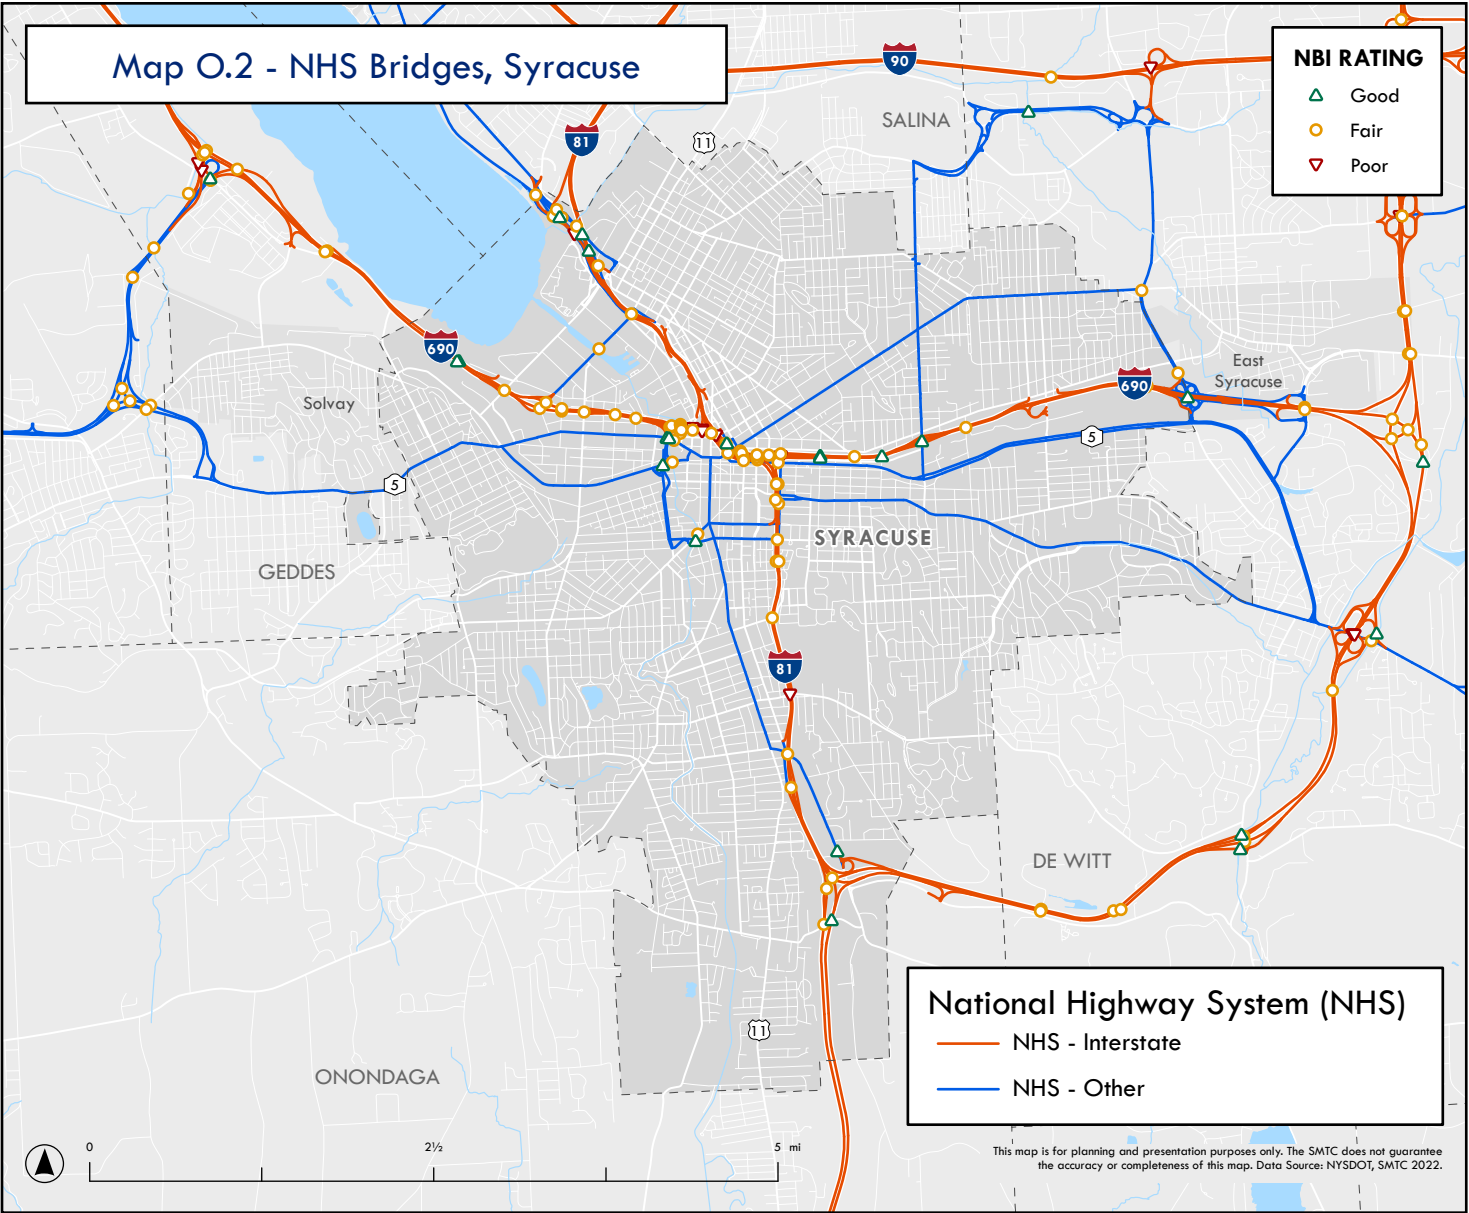 Map O.2 - NHS Bridges, Syracuse
NBI RATING
Good
Fair
Poor
90
81
11
SALINA
690
East
Syracuse
690
Solvay
5
5
SYRACUSE
GEDDES
81
DE WITT
11
ONONDAGA
National Highway System (NHS)
NHS - Interstate
NHS - Other
0 2½ 5 mi
This map is for planning and presentation purposes only. The SMTC does not guarantee
the accuracy or completeness of this map. Data Source: NYSDOT, SMTC 2022.